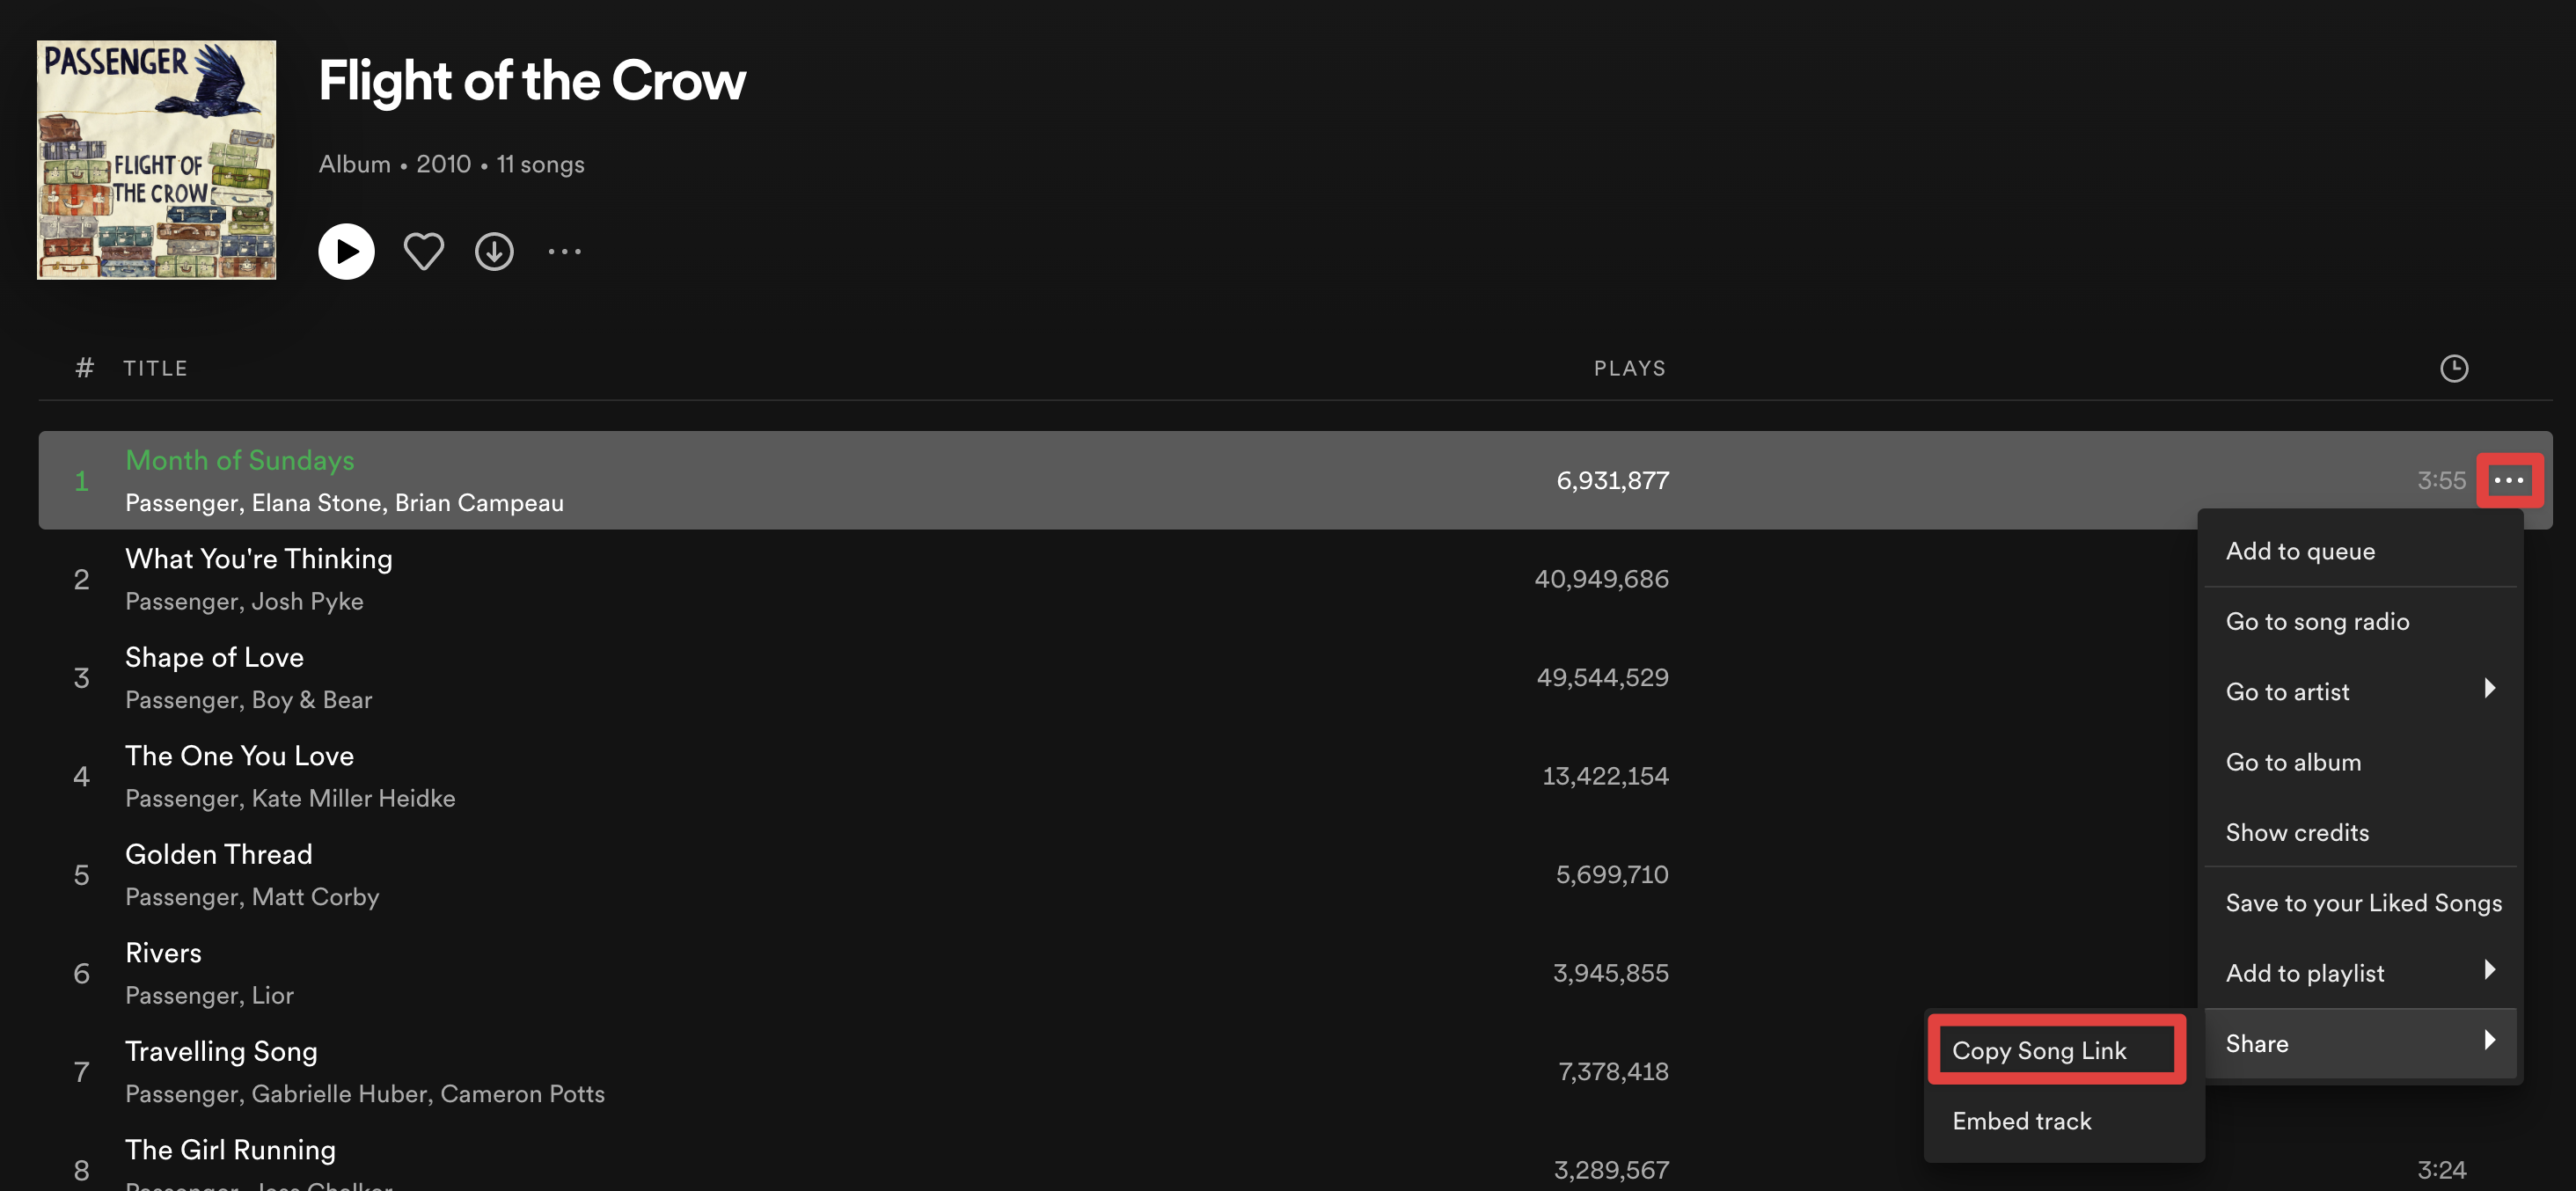 PASSENGER
FLIGHT OF
THE CROW
Flight of the Crow
Album • 2010 • 11 songs
# TITLE PLAYS
1 Month of Sundays 6,931,877 3:55
Passenger, Elana Stone, Brian Campeau
2 What You're Thinking 40,949,686
Passenger, Josh Pyke
3 Shape of Love 49,544,529
Passenger, Boy & Bear
4 The One You Love 13,422,154
Passenger, Kate Miller Heidke
5 Golden Thread 5,699,710
Passenger, Matt Corby
6 Rivers 3,945,855
Passenger, Lior
7 Travelling Song 7,378,418
Passenger, Gabrielle Huber, Cameron Potts
8 The Girl Running 3,289,567 3:24
Passenger, Jess Chalker
Add to queue
Go to song radio
Go to artist
Go to album
Show credits
Save to your Liked Songs
Add to playlist
Share
Copy Song Link
Embed track